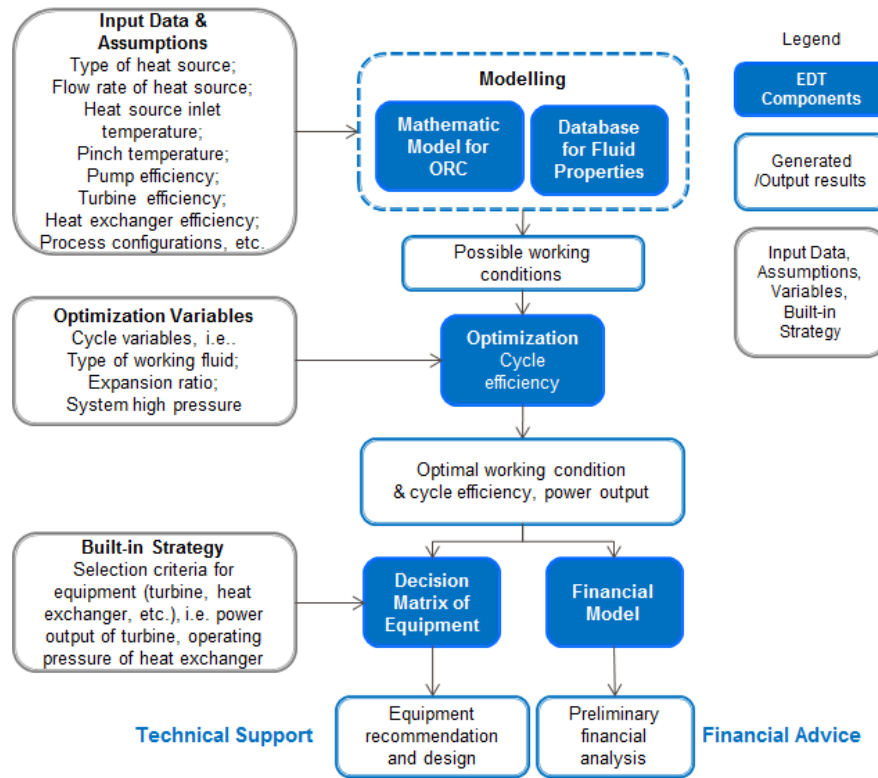 Input Data &
Assumptions
Type of heat source;
Flow rate of heat source;
Heat source inlet
temperature;
Pinch temperature;
Pump efficiency;
Turbine efficiency;
Heat exchanger efficiency;
Process configurations, etc.
Modelling
Mathematic
Model for
ORC
Database
for Fluid
Properties
Legend
EDT
Components
Generated
/Output results
Input Data,
Assumptions,
Variables,
Built-in
Strategy
Possible working
conditions
Optimization Variables
Cycle variables, i.e..
Type of working fluid;
Expansion ratio;
System high pressure
Optimization
Cycle
efficiency
Optimal working condition
& cycle efficiency, power output
Built-in Strategy
Selection criteria for
equipment (turbine, heat
exchanger, etc.), i.e. power
output of turbine, operating
pressure of heat exchanger
Decision
Matrix of
Equipment
Financial
Model
Technical Support
Equipment
recommendation
and design
Preliminary
financial
analysis
Financial Advice